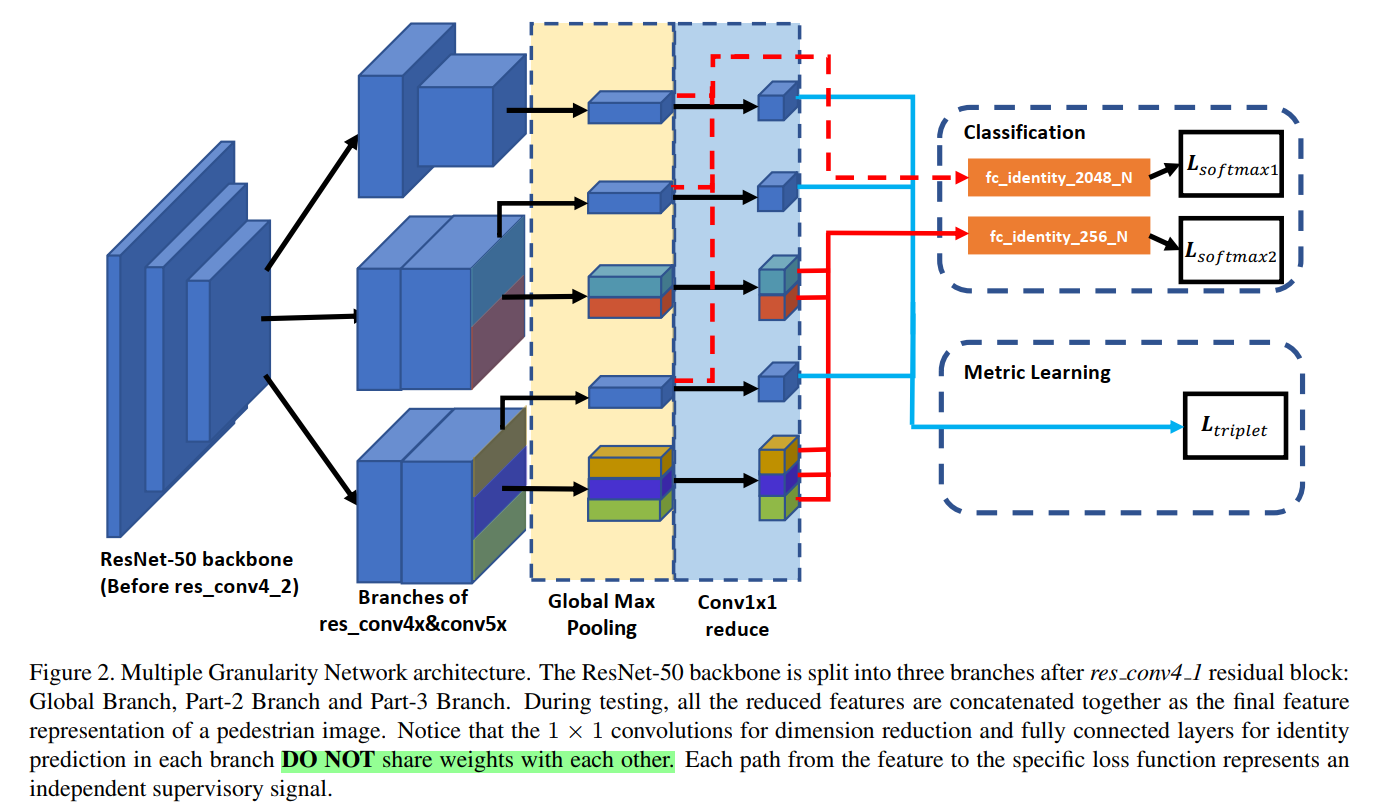 Classification
fc_identity_2048_N
L softmax1
fc_identity_256_N
L softmax2
Metric Learning
L triplet
ResNet-50 backbone
(Before res_conv4_2)
Branches of
res_conv4x&conv5x
Global Max
Pooling
Conv1x1
reduce
Figure 2. Multiple Granularity Network architecture. The ResNet-50 backbone is split into three branches after res_conv4_1 residual block:
Global Branch, Part-2 Branch and Part-3 Branch. During testing, all the reduced features are concatenated together as the final feature
representation of a pedestrian image. Notice that the 1 × 1 convolutions for dimension reduction and fully connected layers for identity
prediction in each branch DO NOT share weights with each other. Each path from the feature to the specific loss function represents an
independent supervisory signal.